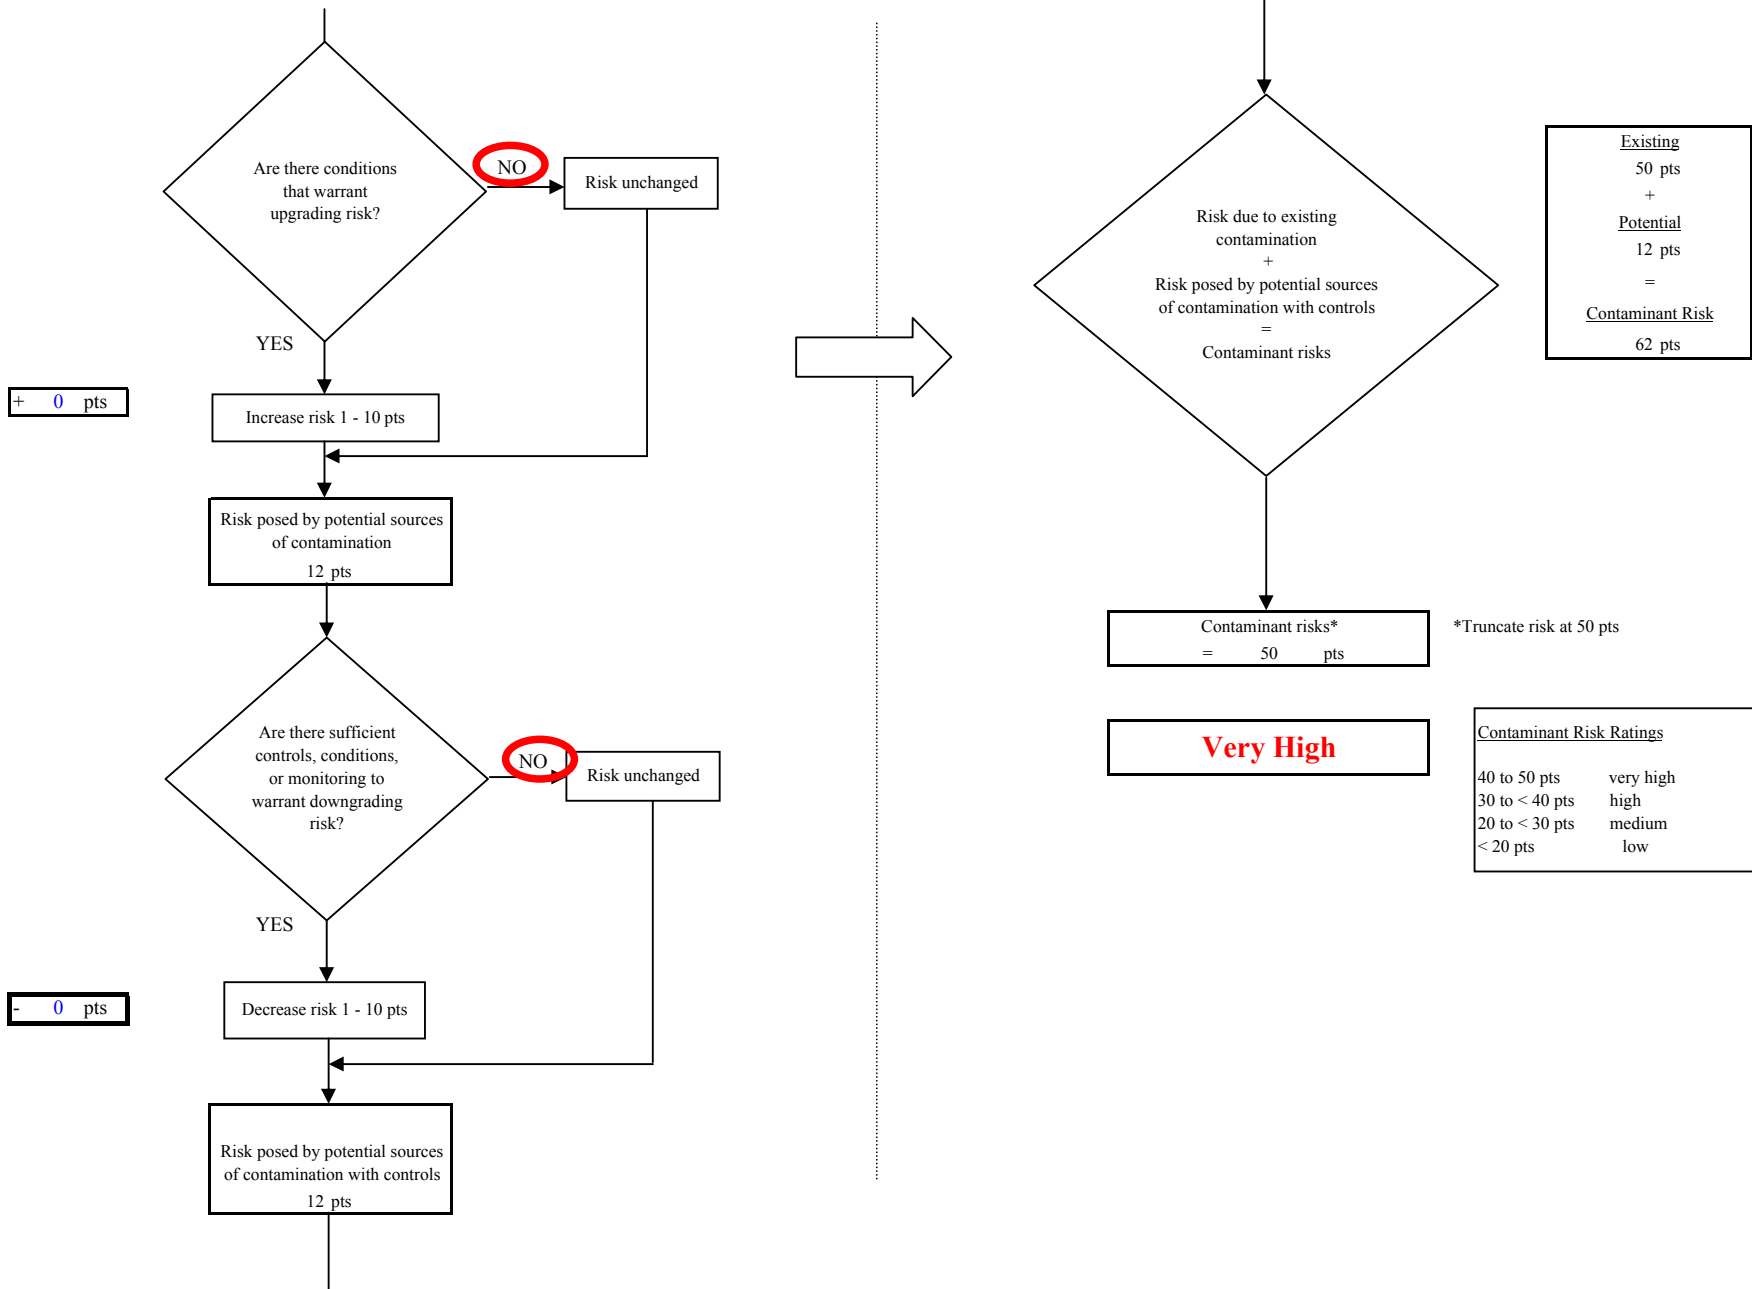 Are there conditions
that warrant
upgrading risk?
NO
Risk unchanged
YES
+ 0 pts
Increase risk 1 - 10 pts
Risk posed by potential sources
of contamination
12 pts
Are there sufficient
controls, conditions,
or monitoring to
warrant downgrading
risk?
NO
Risk unchanged
YES
- 0 pts
Decrease risk 1 - 10 pts
Risk posed by potential sources
of contamination with controls
12 pts
Risk due to existing
contamination
+
Risk posed by potential sources
of contamination with controls
=
Contaminant risks
Existing
50 pts
+
Potential
12 pts
=
Contaminant Risk
62 pts
Contaminant risks*
= 50 pts
*Truncate risk at 50 pts
Very High
Contaminant Risk Ratings
40 to 50 pts very high
30 to < 40 pts high
20 to < 30 pts medium
< 20 pts low